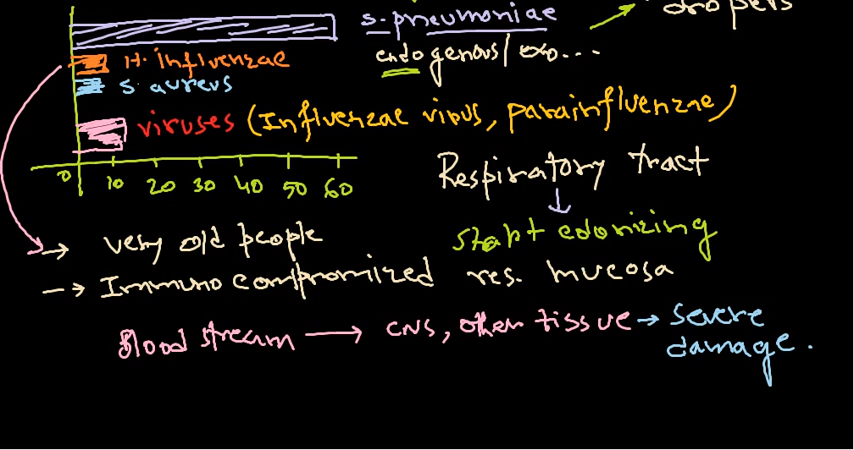 dropers
S. pneumoniae
endogenous/exo...
H. influenzae
S. aureus
viruses (Influenzae virus, parainfluenzae)
0 10 20 30 40 50 60
Respiratory tract
↓
start colonizing
res. mucosa
→ very old people
→ Immuno compromized
Blood stream → CNS, other tissue → severe
damage.